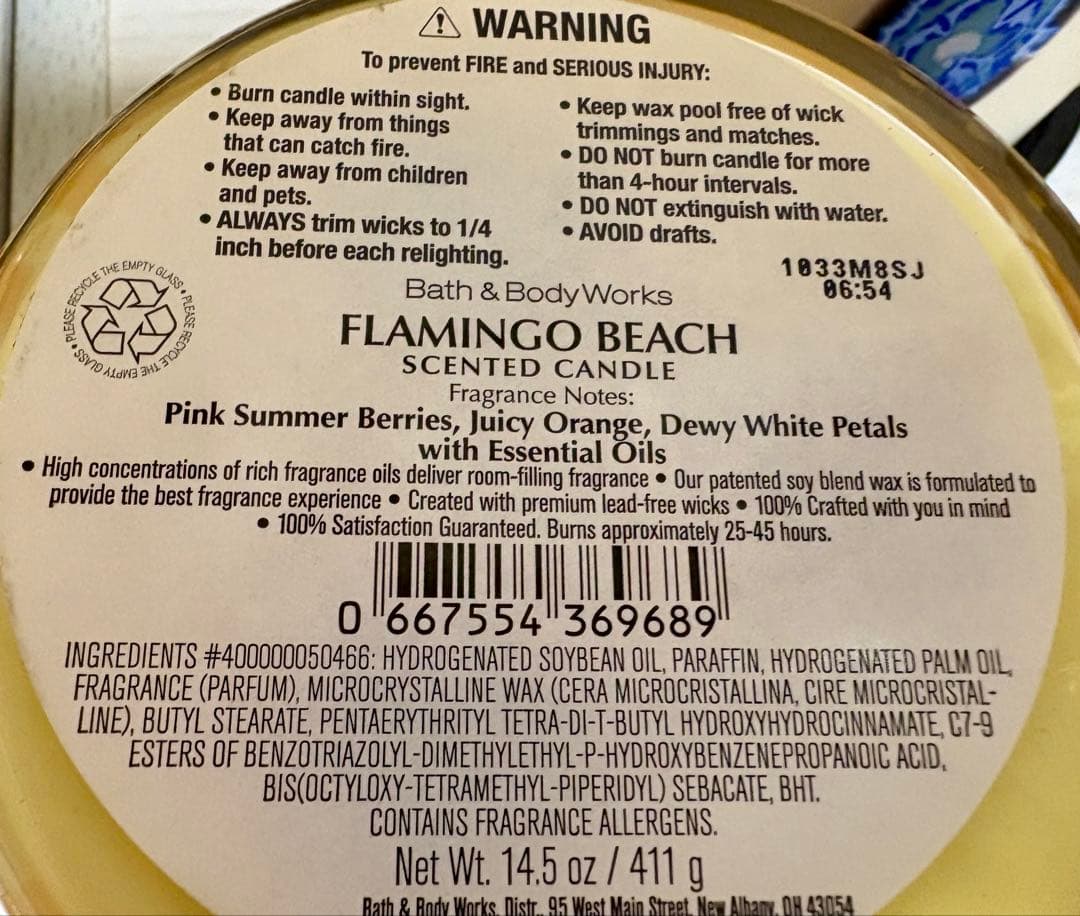 ⚠ WARNING
To prevent FIRE and SERIOUS INJURY:
• Burn candle within sight.
• Keep away from things
that can catch fire.
• Keep away from children
and pets.
• ALWAYS trim wicks to 1/4
inch before each relighting.
• Keep wax pool free of wick
trimmings and matches.
• DO NOT burn candle for more
than 4-hour intervals.
• DO NOT extinguish with water.
• AVOID drafts.
1033M8SJ
06:54
PLEASE RECYCLE THE EMPTY GLASS • PLEASE RECYCLE THE EMPTY GLASS •
Bath & Body Works
FLAMINGO BEACH
SCENTED CANDLE
Fragrance Notes:
Pink Summer Berries, Juicy Orange, Dewy White Petals
with Essential Oils
• High concentrations of rich fragrance oils deliver room-filling fragrance • Our patented soy blend wax is formulated to
provide the best fragrance experience • Created with premium lead-free wicks • 100% Crafted with you in mind
• 100% Satisfaction Guaranteed. Burns approximately 25-45 hours.
0 667554 369689
INGREDIENTS #400000050466: HYDROGENATED SOYBEAN OIL, PARAFFIN, HYDROGENATED PALM OIL,
FRAGRANCE (PARFUM), MICROCRYSTALLINE WAX (CERA MICROCRISTALLINA, CIRE MICROCRISTAL-
LINE), BUTYL STEARATE, PENTAERYTHRITYL TETRA-DI-T-BUTYL HYDROXYHYDROCINNAMATE, C7-9
ESTERS OF BENZOTRIAZOLYL-DIMETHYLETHYL-P-HYDROXYBENZENEPROPANOIC ACID,
BIS(OCTYLOXY-TETRAMETHYL-PIPERIDYL) SEBACATE, BHT.
CONTAINS FRAGRANCE ALLERGENS.
Net Wt. 14.5 oz / 411 g
Bath & Body Works, Distr., 95 West Main Street, New Albany, OH 43054